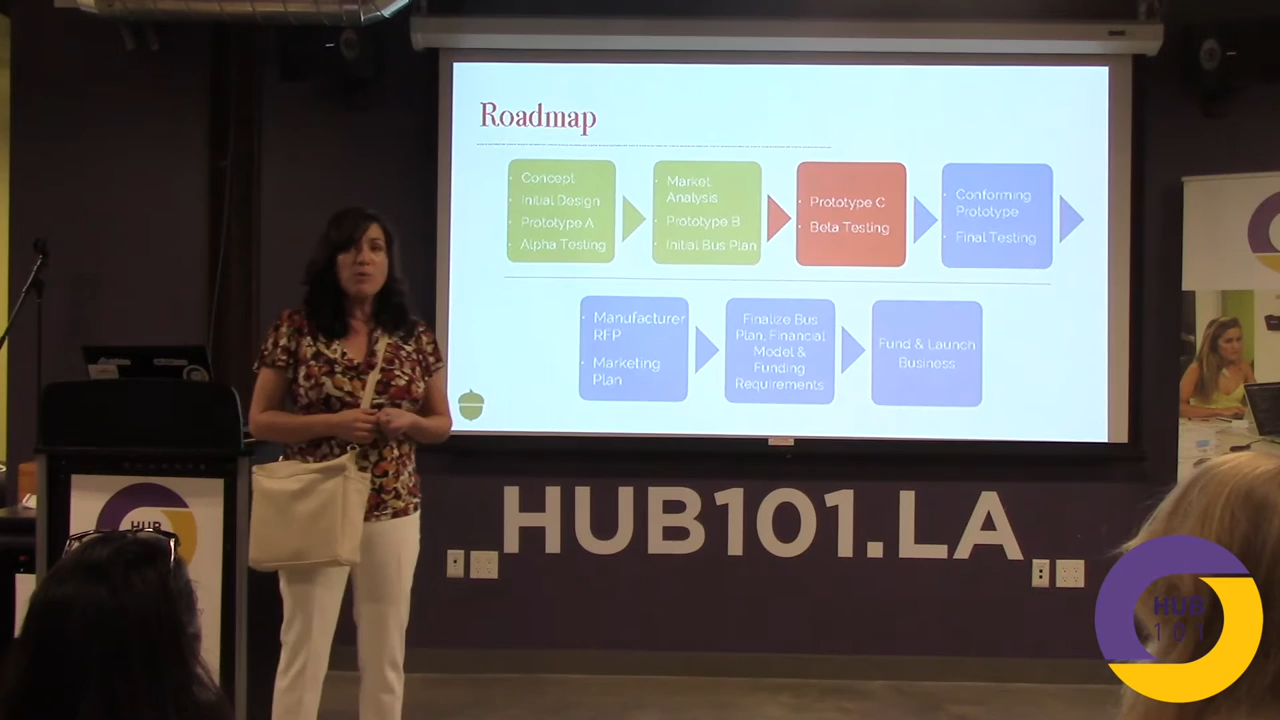 Roadmap
• Concept
• Initial Design
• Prototype A
• Alpha Testing
• Market
Analysis
• Prototype B
• Initial Bus Plan
• Prototype C
• Beta Testing
• Conforming
Prototype
• Final Testing
• Manufacturer
RFP
• Marketing
Plan
Finalize Bus
Plan, Financial
Model &
Funding
Requirements
Fund & Launch
Business
HUB101.LA
HUB
HUB
101